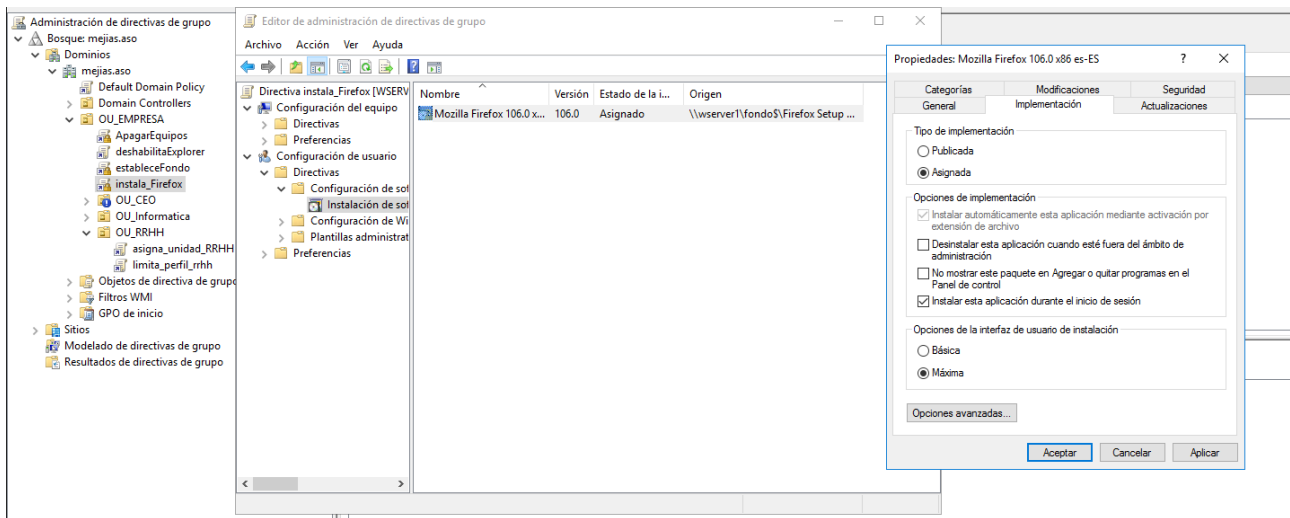 Administración de directivas de grupo
Bosque: mejias.aso
Dominios
mejias.aso
Default Domain Policy
Domain Controllers
OU_EMPRESA
ApagarEquipos
deshabilitaExplorer
estableceFondo
instala_Firefox
OU_CEO
OU_Informatica
OU_RRHH
asigna_unidad_RRHH
limita_perfil_rrhh
Objetos de directiva de grupo
Filtros WMI
GPO de inicio
Sitios
Modelado de directivas de grupo
Resultados de directivas de grupo
Editor de administración de directivas de grupo
Archivo Acción Ver Ayuda
Directiva instala_Firefox [WSERV
Configuración del equipo
Directivas
Preferencias
Configuración de usuario
Directivas
Configuración de sof
Instalación de sof
Configuración de Wi
Plantillas administrat
Preferencias
Nombre Versión Estado de la i... Origen
Mozilla Firefox 106.0 x... 106.0 Asignado \\wserver1\fondo$\Firefox Setup ...
Propiedades: Mozilla Firefox 106.0 x86 es-ES
Categorías Modificaciones Seguridad
General Implementación Actualizaciones
Tipo de implementación
Publicada
Asignada
Opciones de implementación
Instalar automáticamente esta aplicación mediante activación por
extensión de archivo
Desinstalar esta aplicación cuando esté fuera del ámbito de
administración
No mostrar este paquete en Agregar o quitar programas en el
Panel de control
Instalar esta aplicación durante el inicio de sesión
Opciones de la interfaz de usuario de instalación
Básica
Máxima
Opciones avanzadas...
Aceptar Cancelar Aplicar